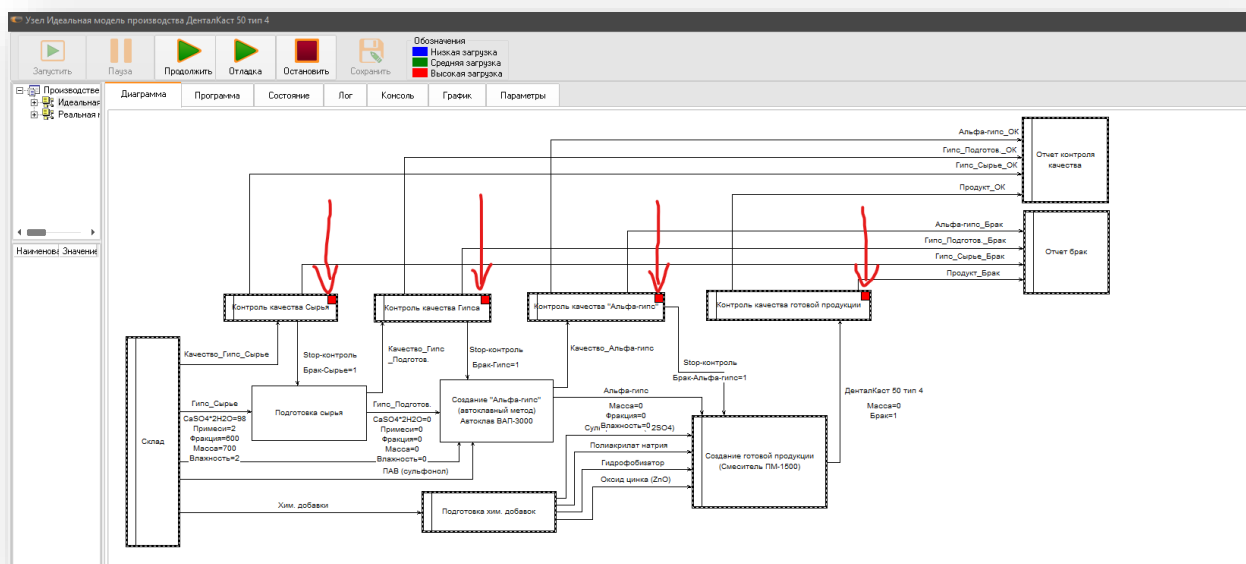 Узел Идеальная модель производства ДенталКаст 50 тип 4
Запустить
Пауза
Продолжить
Отладка
Остановить
Сохранить
Обозначения
Низкая загрузка
Средняя загрузка
Высокая загрузка
Производстве
Идеальная
Реальная
Наименова
Значение
Диаграмма
Программа
Состояние
Лог
Консоль
График
Параметры
Альфа-гипс_ОК
Гипс_Подготов._ОК
Гипс_Сырье_ОК
Продукт_ОК
Отчет контроля
качества
Альфа-гипс_Брак
Гипс_Подготов._Брак
Гипс_Сырье_Брак
Продукт_Брак
Отчет брак
Контроль качества Сырья
Контроль качества Гипса
Контроль качества "Альфа-гипс"
Контроль качества готовой продукции
Качество_Гипс_Сырье
Stop-контроль
Брак-Сырье=1
Качество_Гипс
_Подготов.
Stop-контроль
Брак-Гипс=1
Качество_Альфа-гипс
Stop-контроль
Брак-Альфа-гипс=1
ДенталКаст 50 тип 4
Масса=0
Брак=1
Склад
Гипс_Сырье
CaSO4*2H2O=98
Примеси=2
Фракция=600
Масса=700
Влажность=2
Подготовка сырья
Гипс_Подготов.
CaSO4*2H2O=0
Примеси=0
Фракция=0
Масса=0
Влажность=0
ПАВ (сульфонол)
Создание "Альфа-гипс"
(автоклавный метод)
Автоклав ВАП-3000
Альфа-гипс
Масса=0
Фракция=0
Влажность=0
2SO4)
Полиакрилат натрия
Гидрофобизатор
Оксид цинка (ZnO)
Создание готовой продукции
(Смеситель ПМ-1500)
Хим. добавки
Подготовка хим. добавок